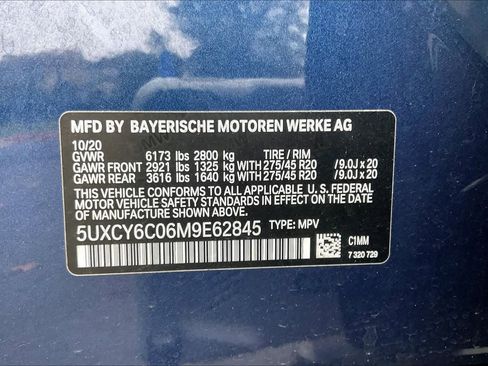 MFD BY BAYERISCHE MOTOREN WERKE AG
10/20
GVWR 6173 lbs 2800 kg TIRE / RIM
GAWR FRONT 2921 lbs 1325 kg WITH 275/45 R20 /9.0J x 20
GAWR REAR 3616 lbs 1640 kg WITH 275/45 R20 /9.0J x 20
THIS VEHICLE CONFORMS TO ALL APPLICABLE U. S. FEDERAL
MOTOR VEHICLE SAFETY AND THEFT PREVENTION STANDARDS
IN EFFECT ON THE DATE OF MANUFACTURE SHOWN ABOVE.
5UXCY6C06M9E62845 TYPE: MPV
C1MM
7 320 729